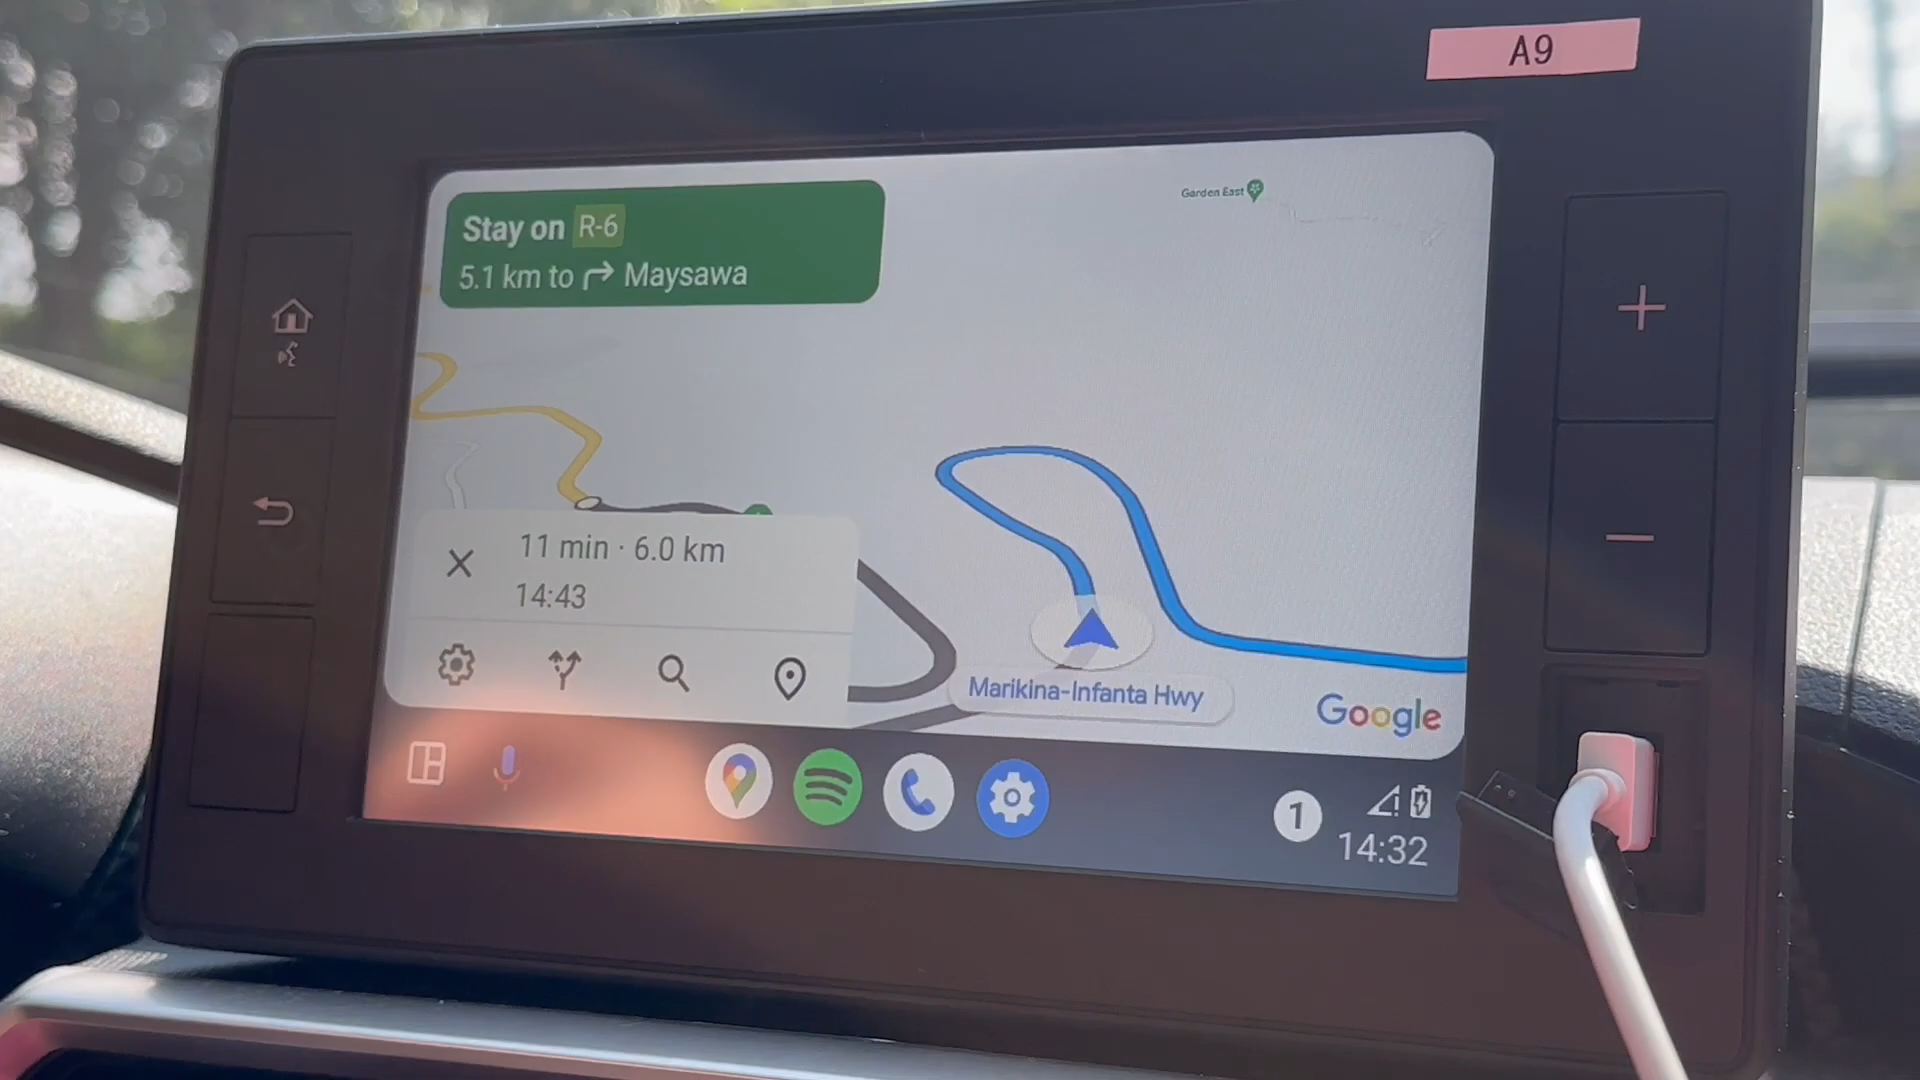 A9
Garden East
Stay on R-6
5.1 km to Maysawa
11 min · 6.0 km
14:43
Marikina-Infanta Hwy
Google
1
14:32